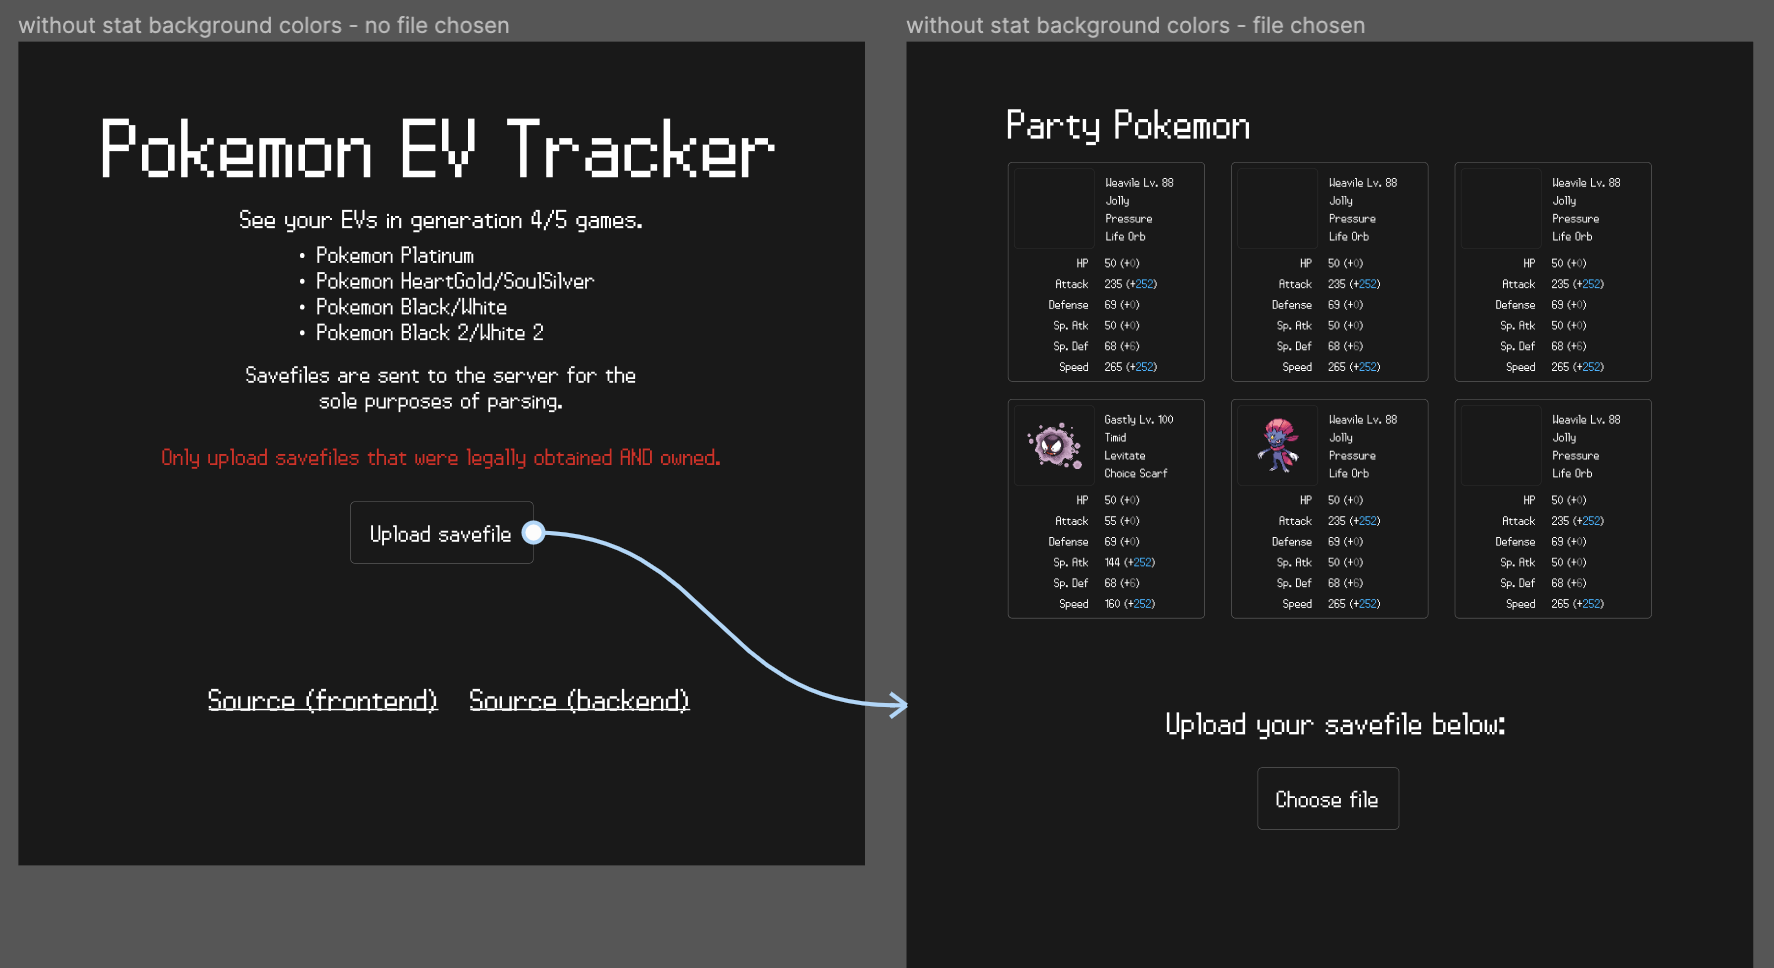 without stat background colors - no file chosen
Pokemon EV Tracker
See your EVs in generation 4/5 games.
• Pokemon Platinum
• Pokemon HeartGold/SoulSilver
• Pokemon Black/White
• Pokemon Black 2/White 2
Savefiles are sent to the server for the
sole purposes of parsing.
Only upload savefiles that were legally obtained AND owned.
Upload savefile
Source (frontend) Source (backend)
without stat background colors - file chosen
Party Pokemon
Weavile Lv. 88
Jolly
Pressure
Life Orb
HP 50 (+0)
Attack 235 (+252)
Defense 69 (+0)
Sp. Atk 50 (+0)
Sp. Def 68 (+6)
Speed 265 (+252)
Weavile Lv. 88
Jolly
Pressure
Life Orb
HP 50 (+0)
Attack 235 (+252)
Defense 69 (+0)
Sp. Atk 50 (+0)
Sp. Def 68 (+6)
Speed 265 (+252)
Weavile Lv. 88
Jolly
Pressure
Life Orb
HP 50 (+0)
Attack 235 (+252)
Defense 69 (+0)
Sp. Atk 50 (+0)
Sp. Def 68 (+6)
Speed 265 (+252)
Gastly Lv. 100
Timid
Levitate
Choice Scarf
HP 50 (+0)
Attack 55 (+0)
Defense 69 (+0)
Sp. Atk 144 (+252)
Sp. Def 68 (+6)
Speed 160 (+252)
Weavile Lv. 88
Jolly
Pressure
Life Orb
HP 50 (+0)
Attack 235 (+252)
Defense 69 (+0)
Sp. Atk 50 (+0)
Sp. Def 68 (+6)
Speed 265 (+252)
Weavile Lv. 88
Jolly
Pressure
Life Orb
HP 50 (+0)
Attack 235 (+252)
Defense 69 (+0)
Sp. Atk 50 (+0)
Sp. Def 68 (+6)
Speed 265 (+252)
Upload your savefile below:
Choose file